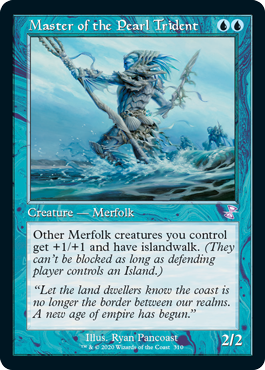 Master of the Pearl Trident
Creature — Merfolk
Other Merfolk creatures you control
get +1/+1 and have islandwalk. (They
can't be blocked as long as defending
player controls an Island.)
"Let the land dwellers know the coast is
no longer the border between our realms.
A new age of empire has begun."
Illus. Ryan Pancoast
2/2
™ & © 2020 Wizards of the Coast 310